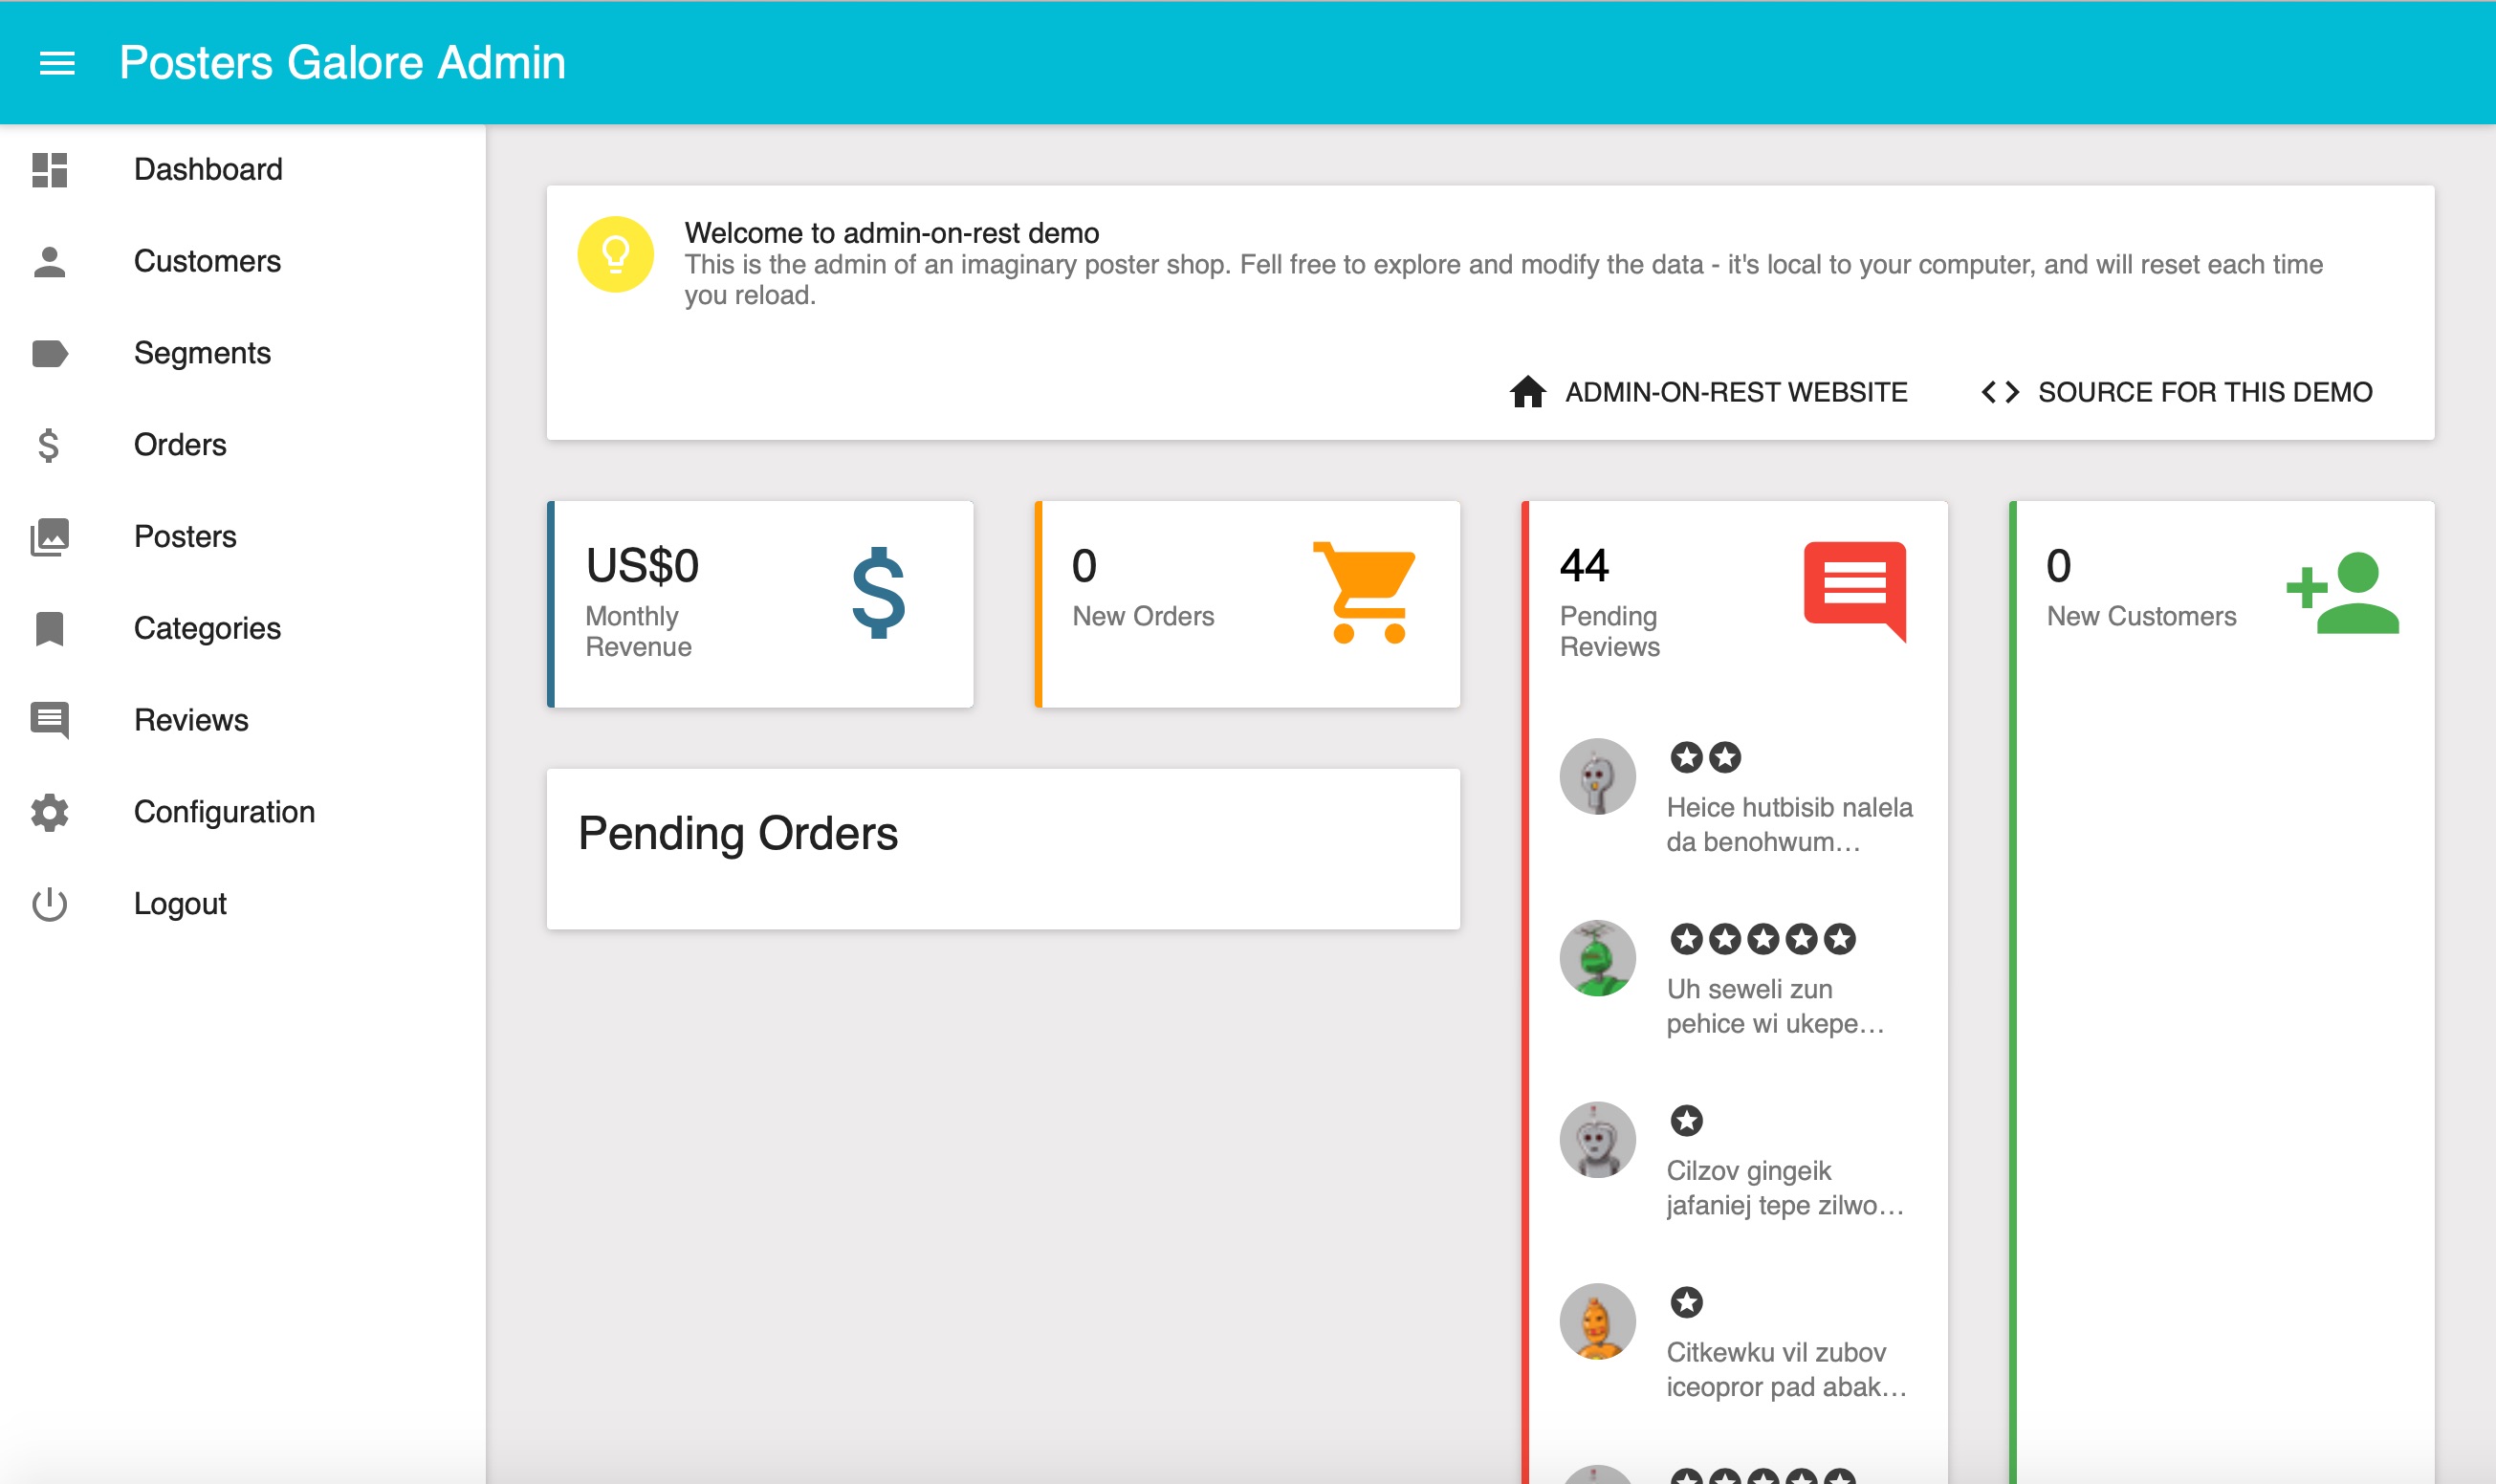 Posters Galore Admin
Dashboard
Customers
Segments
Orders
Posters
Categories
Reviews
Configuration
Logout
Welcome to admin-on-rest demo
This is the admin of an imaginary poster shop. Fell free to explore and modify the data - it's local to your computer, and will reset each time
you reload.
ADMIN-ON-REST WEBSITE
SOURCE FOR THIS DEMO
US$0
Monthly
Revenue
0
New Orders
Pending Orders
44
Pending
Reviews
Heice hutbisib nalela
da benohwum…
Uh seweli zun
pehice wi ukepe…
Cilzov gingeik
jafaniej tepe zilwo…
Citkewku vil zubov
iceopror pad abak…
0
New Customers